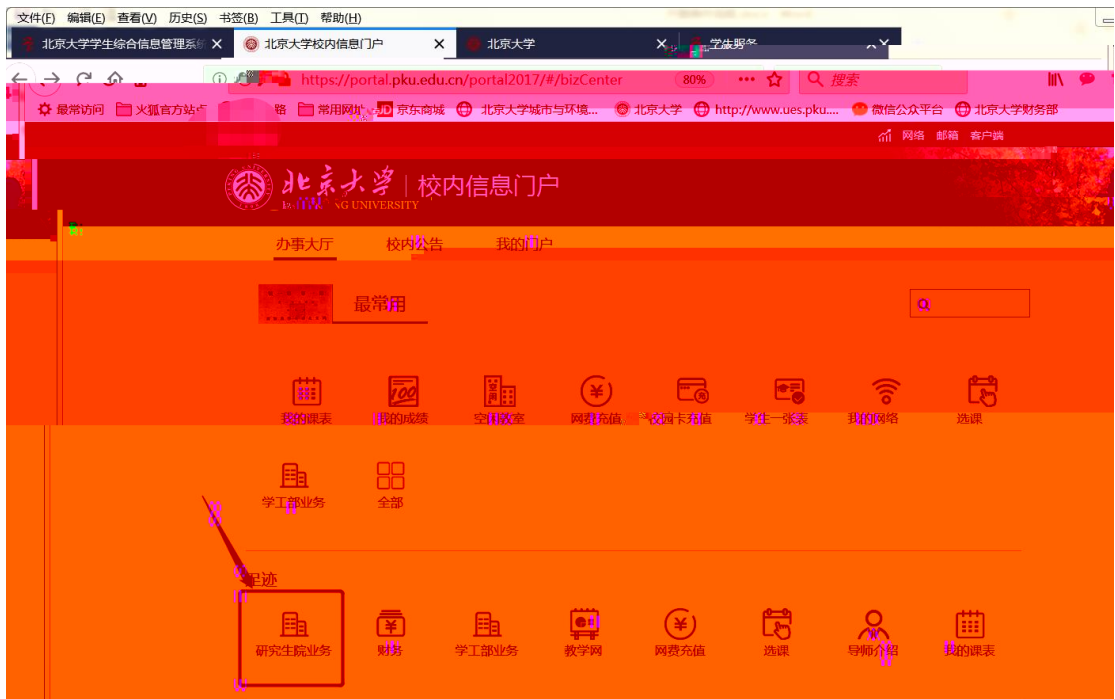 文件(F) 编辑(E) 查看(V) 历史(S) 书签(B) 工具(T) 帮助(H)
北京大学学生综合信息管理系统 × 北京大学校内信息门户 × 北京大学 × 学生服务 ×
https://portal.pku.edu.cn/portal2017/#/bizCenter 80% 搜索
最常访问 火狐官方站点 常用网址 JD 京东商城 北京大学城市与环境... 北京大学 http://www.ues.pku.... 微信公众平台 北京大学财务部
网络 邮箱 客户端
北京大学 校内信息门户
UNIVERSITY
办事大厅 校内公告 我的门户
最常用
我的课表 我的成绩 空闲教室 网费充值 校园卡充值 学生一张表 我的网络 选课
学工部业务 全部
足迹
研究生院业务 财务 学工部业务 教学网 网费充值 选课 导师介绍 我的课表